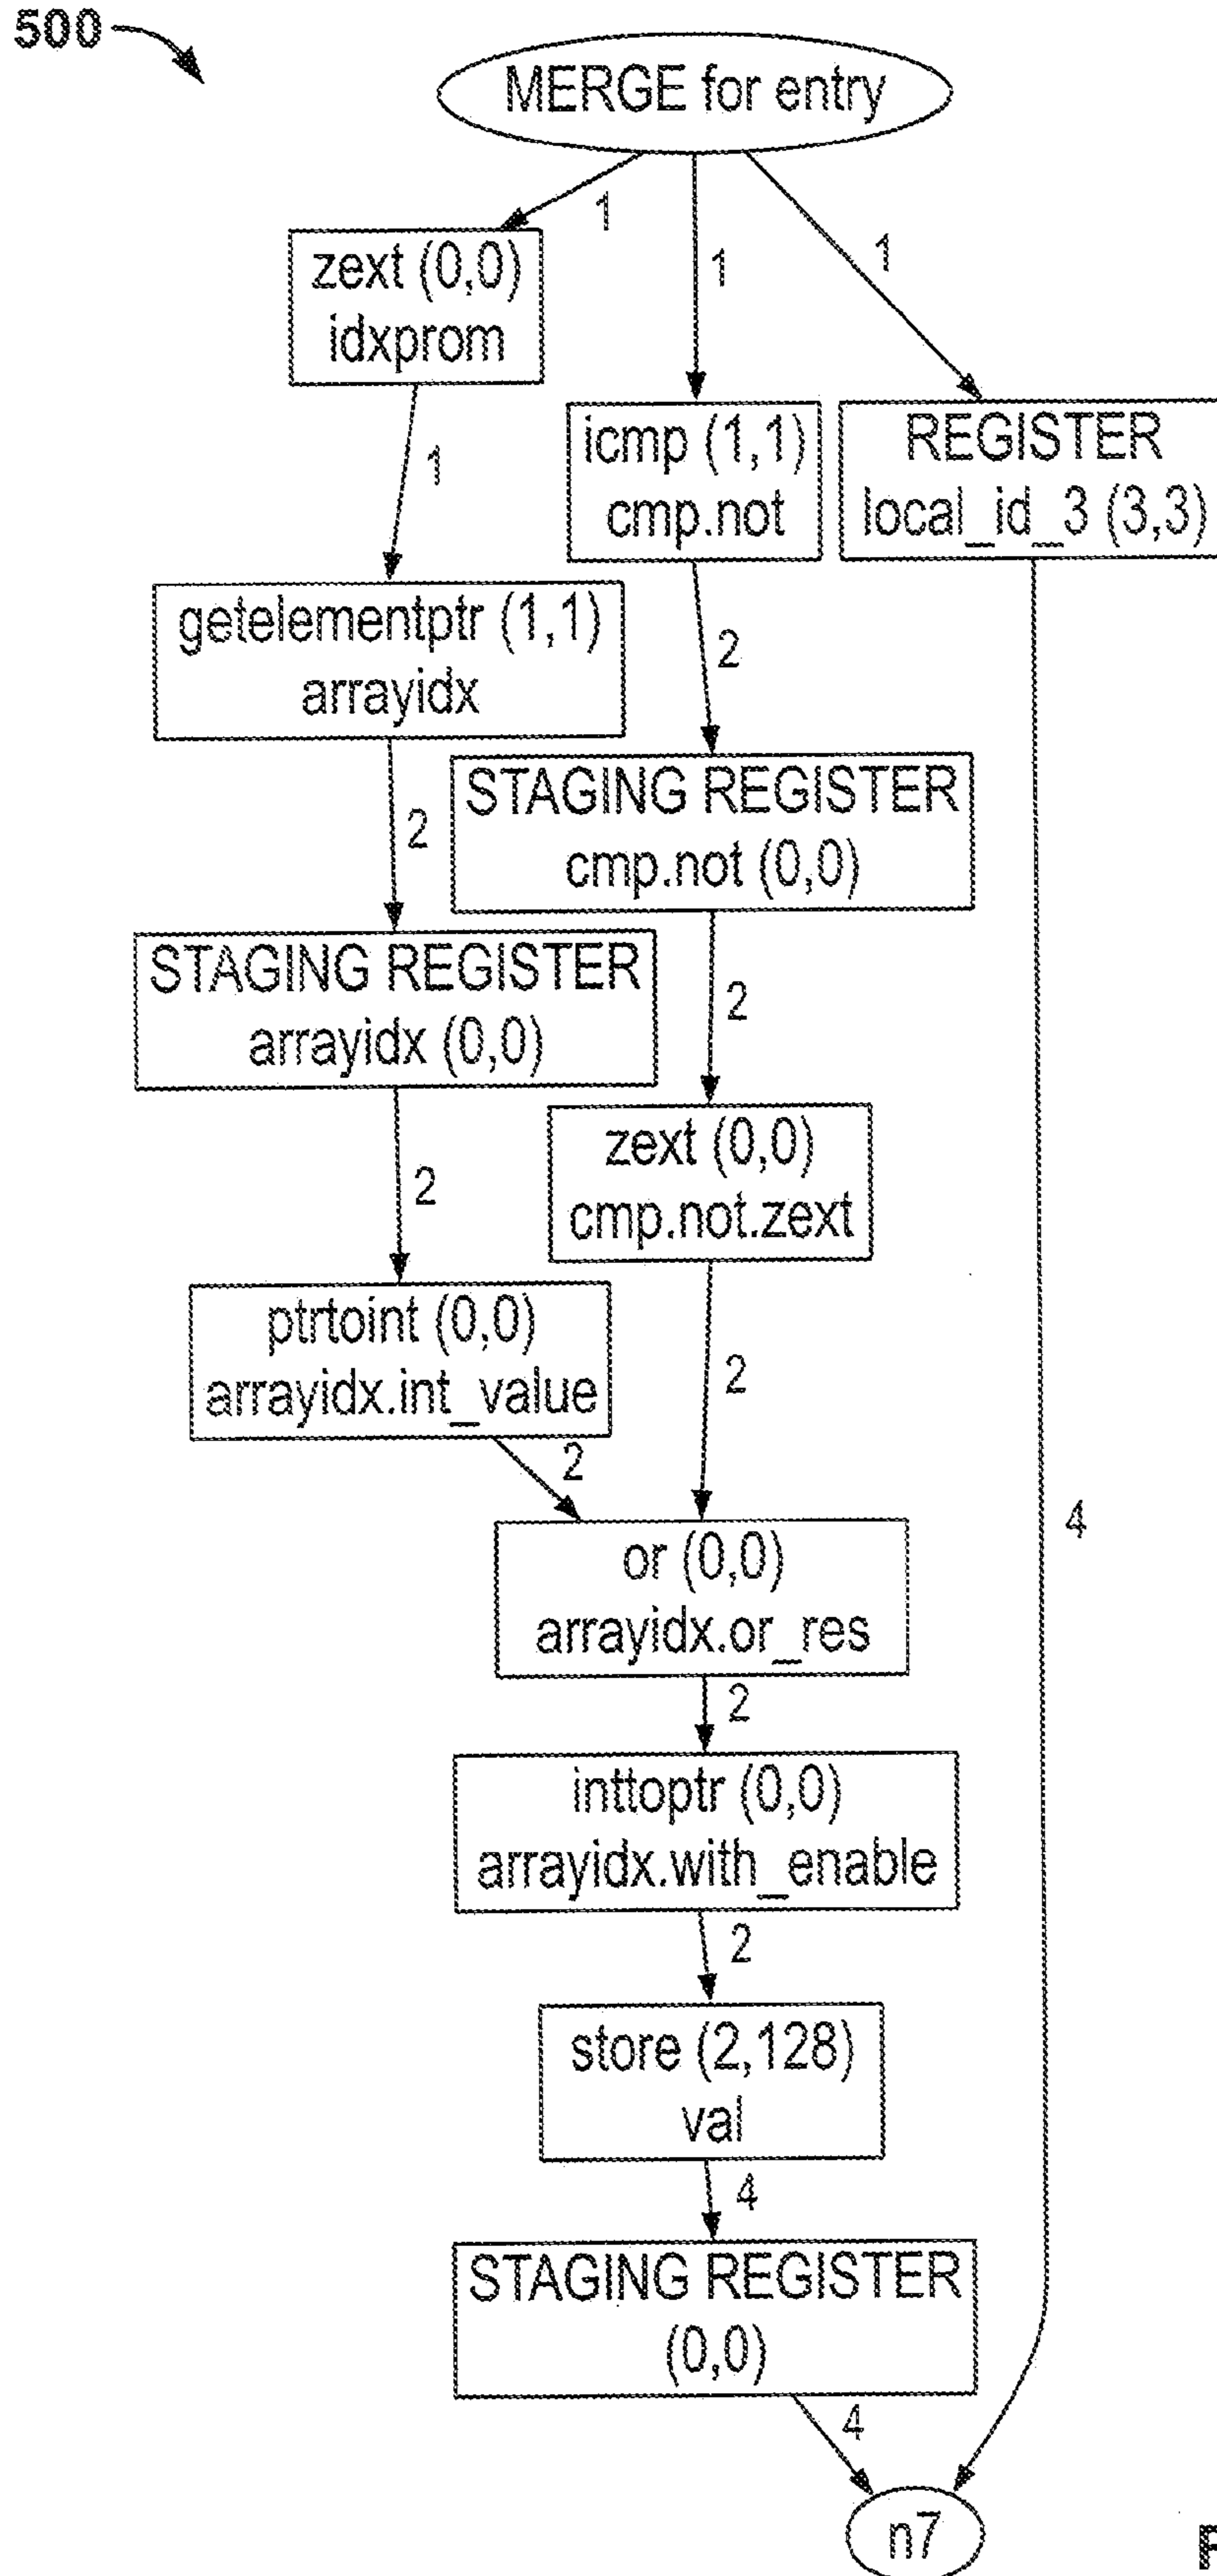 500
MERGE for entry
1
1
1
zext (0,0)
idxprom
1
icmp (1,1)
cmp.not
REGISTER
local_id_3 (3,3)
getelementptr (1,1)
arrayidx
2
STAGING REGISTER
cmp.not (0,0)
2
STAGING REGISTER
arrayidx (0,0)
2
zext (0,0)
cmp.not.zext
2
ptrtoint (0,0)
arrayidx.int_value
2
2
4
or (0,0)
arrayidx.or_res
2
inttoptr (0,0)
arrayidx.with_enable
2
store (2,128)
val
4
STAGING REGISTER
(0,0)
4
n7